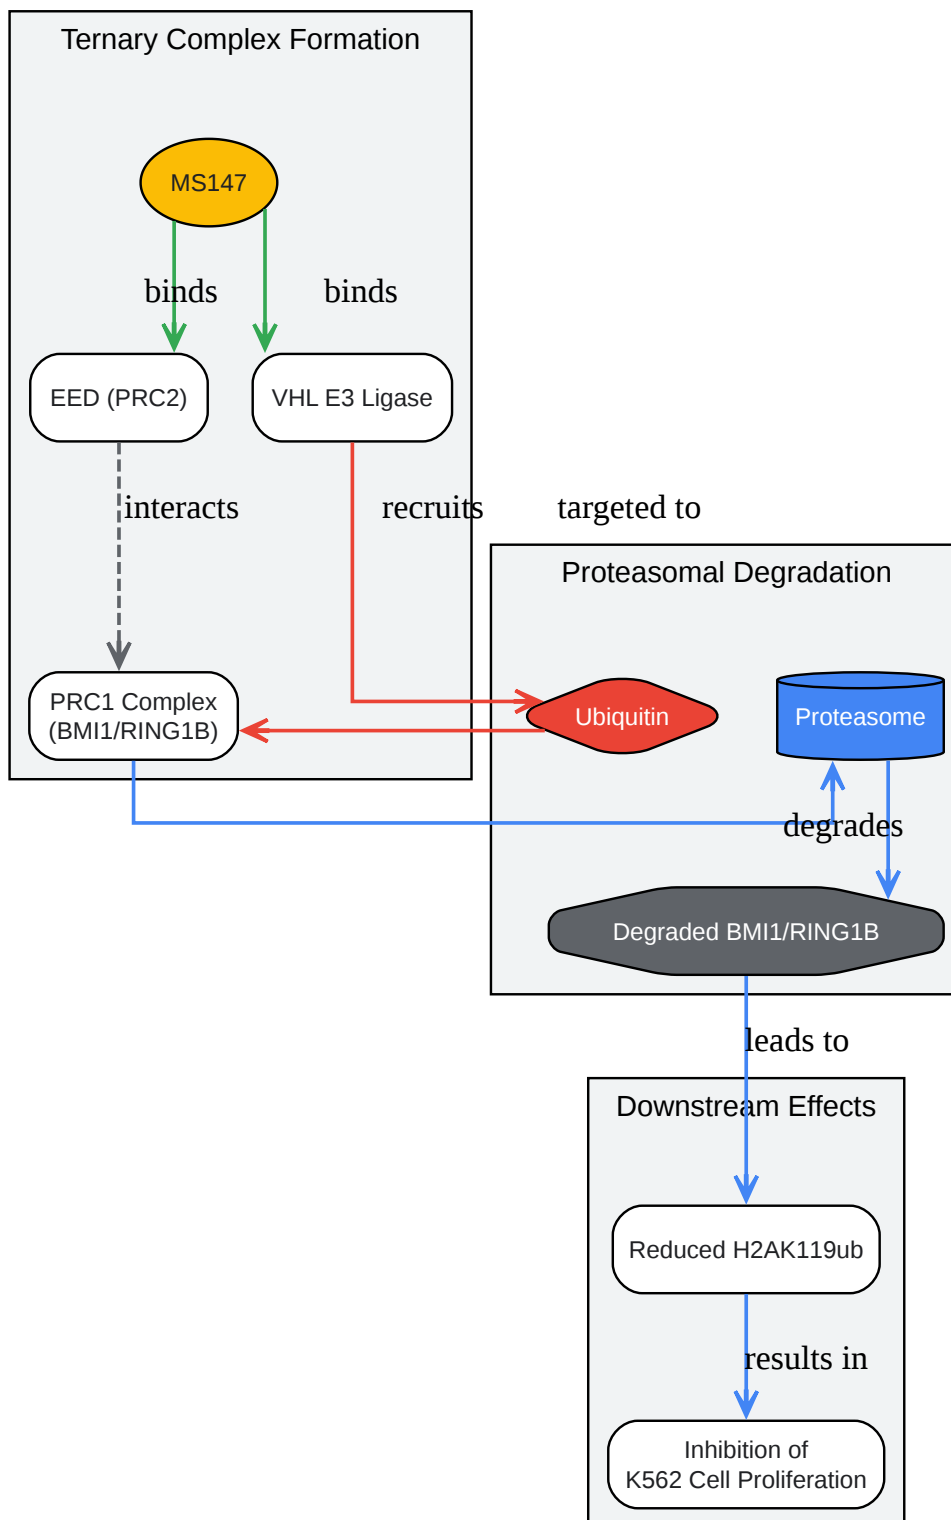 Ternary Complex Formation
MS147
binds
binds
EED (PRC2)
VHL E3 Ligase
interacts
recruits
targeted to
Proteasomal Degradation
PRC1 Complex
(BMI1/RING1B)
Ubiquitin
Proteasome
degrades
Degraded BMI1/RING1B
leads to
Downstream Effects
Reduced H2AK119ub
results in
Inhibition of
K562 Cell Proliferation